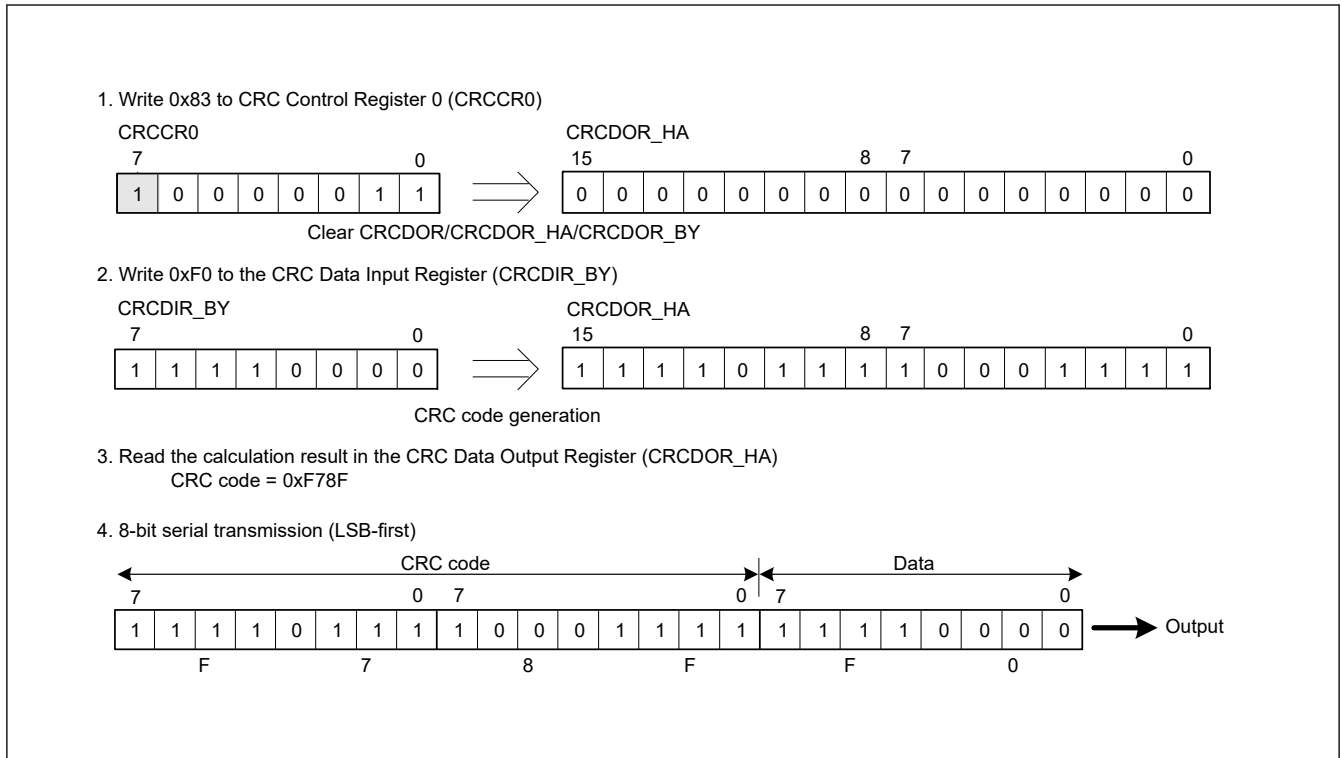 1. Write 0x83 to CRC Control Register 0 (CRCCR0)
CRCCR0 CRCDOR_HA
7 0 15 8 7 0
1 0 0 0 0 0 1 1 0 0 0 0 0 0 0 0 0 0 0 0 0 0 0 0
Clear CRCDOR/CRCDOR_HA/CRCDOR_BY
2. Write 0xF0 to the CRC Data Input Register (CRCDIR_BY)
CRCDIR_BY CRCDOR_HA
7 0 15 8 7 0
1 1 1 1 0 0 0 0 1 1 1 1 0 1 1 1 1 0 0 0 1 1 1 1
CRC code generation
3. Read the calculation result in the CRC Data Output Register (CRCDOR_HA)
CRC code = 0xF78F
4. 8-bit serial transmission (LSB-first)
CRC code Data
7 0 7 0 7 0
1 1 1 1 0 1 1 1 1 0 0 0 1 1 1 1 1 1 1 1 0 0 0 0 Output
F 7 8 F F 0